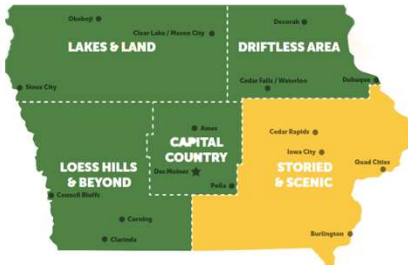 Okoboji
Decorah
Clear Lake / Mason City
LAKES & LAND
DRIFTLESS AREA
Sioux City
Cedar Falls / Waterloo
Dubuque
Ames
CAPITAL
COUNTRY
Des Moines
Pella
LOESS HILLS
& BEYOND
Council Bluffs
Corning
Clarinda
Cedar Rapids
Iowa City
STORIED
& SCENIC
Quad Cities
Burlington